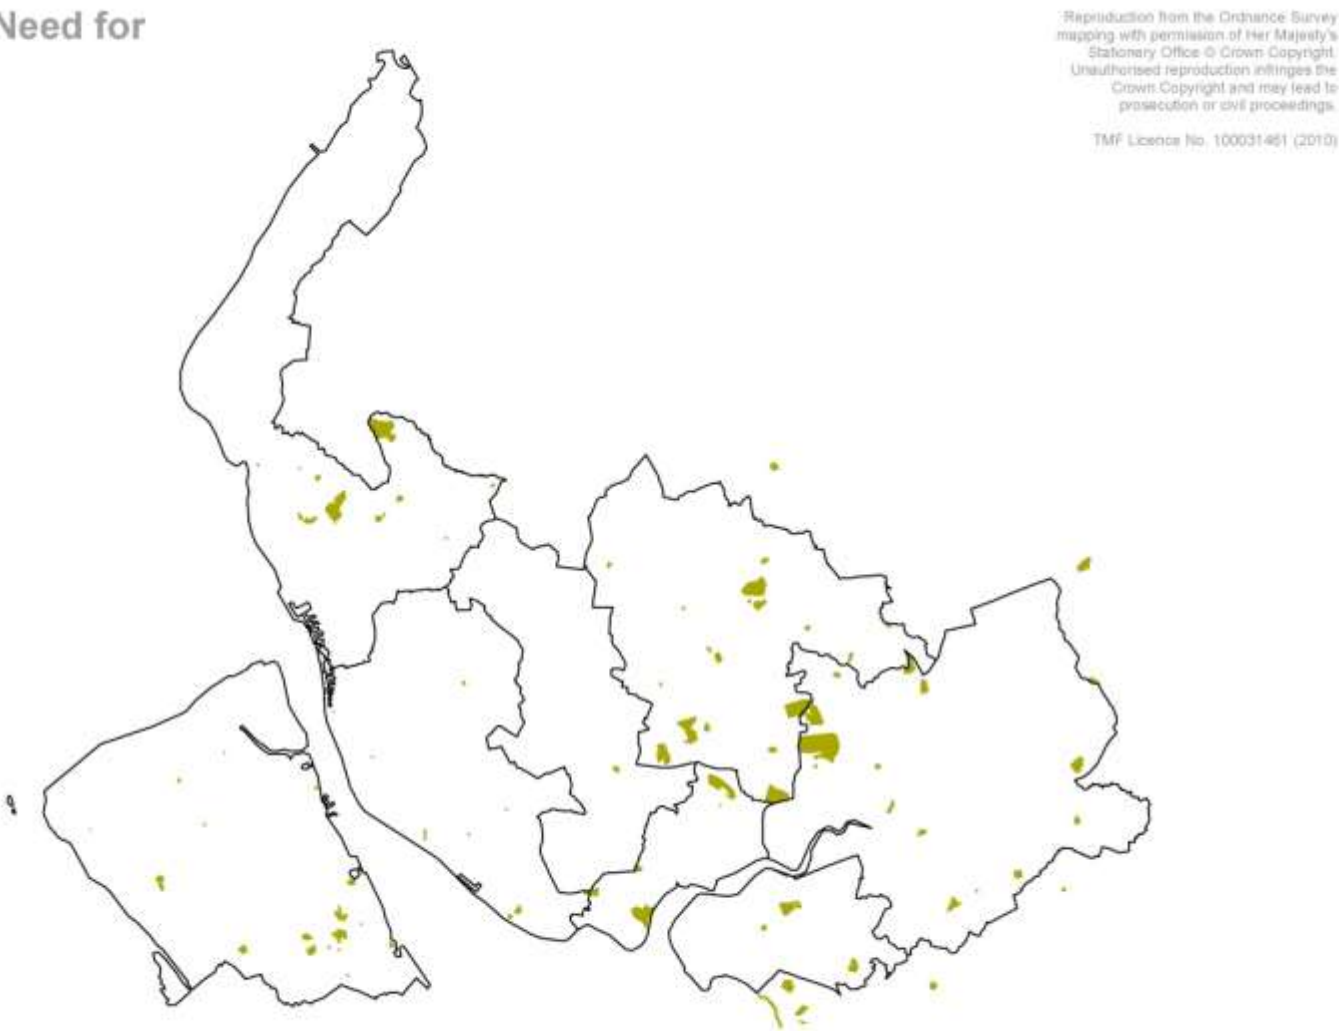 Need for
Reproduction from the Ordnance Survey
mapping with permission of Her Majesty's
Stationery Office © Crown Copyright.
Unauthorised reproduction infringes the
Crown Copyright and may lead to
prosecution or civil proceedings.
TMF Licence No. 100031461 (2010)